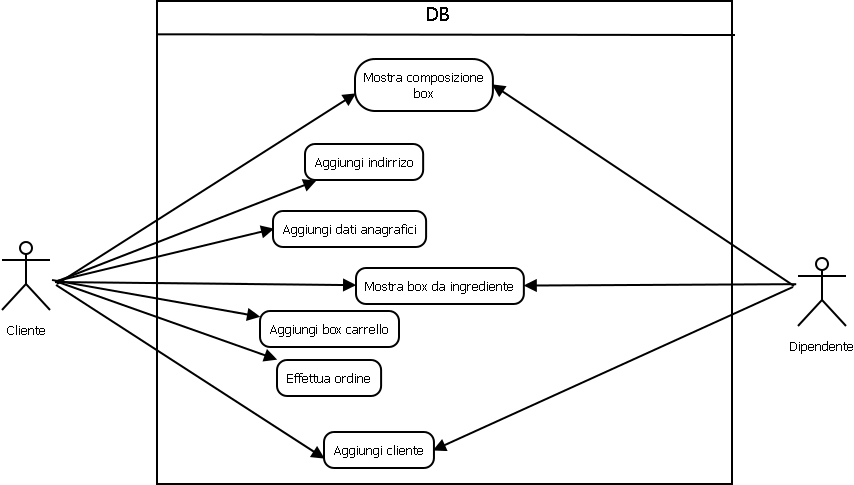 DB
Mostra composizione
box
Aggiungi indirrizo
Aggiungi dati anagrafici
Mostra box da ingrediente
Aggiungi box carrello
Effettua ordine
Aggiungi cliente
Cliente
Dipendente